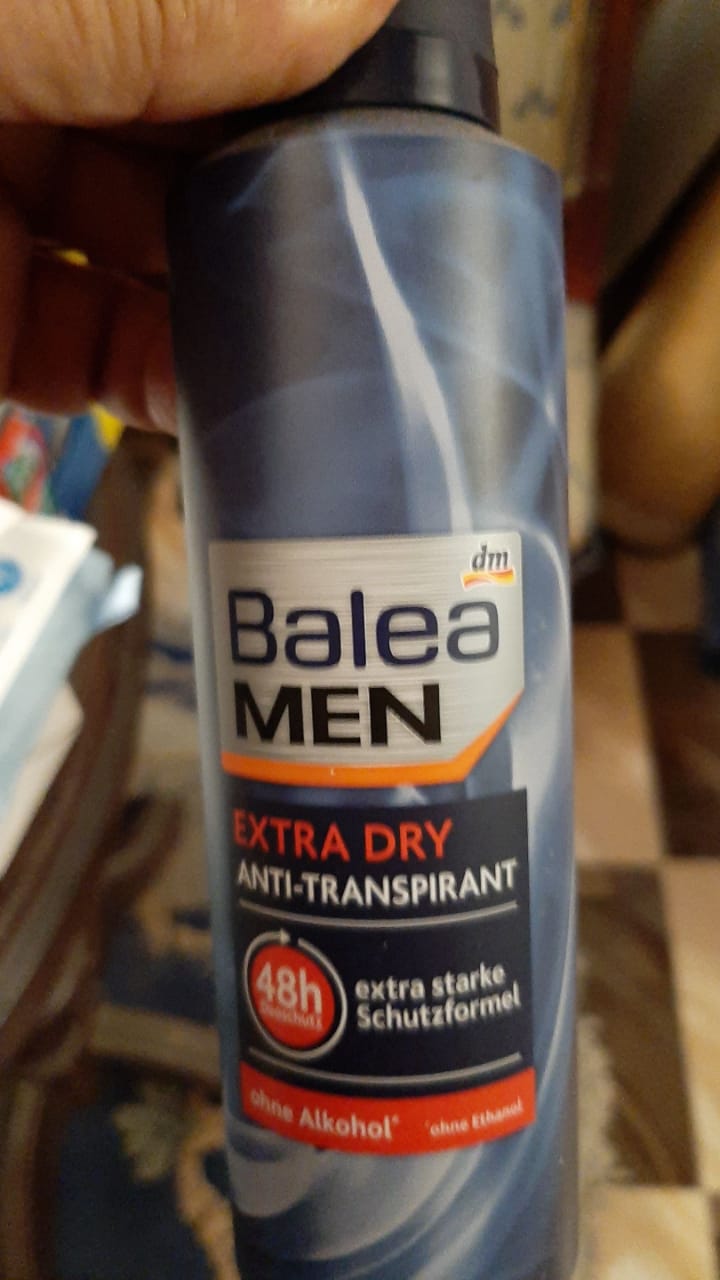 dm
Balea
MEN
EXTRA DRY
ANTI-TRANSPIRANT
48h
extra starke
Schutzformel
ohne Alkohol* *ohne Ethanol